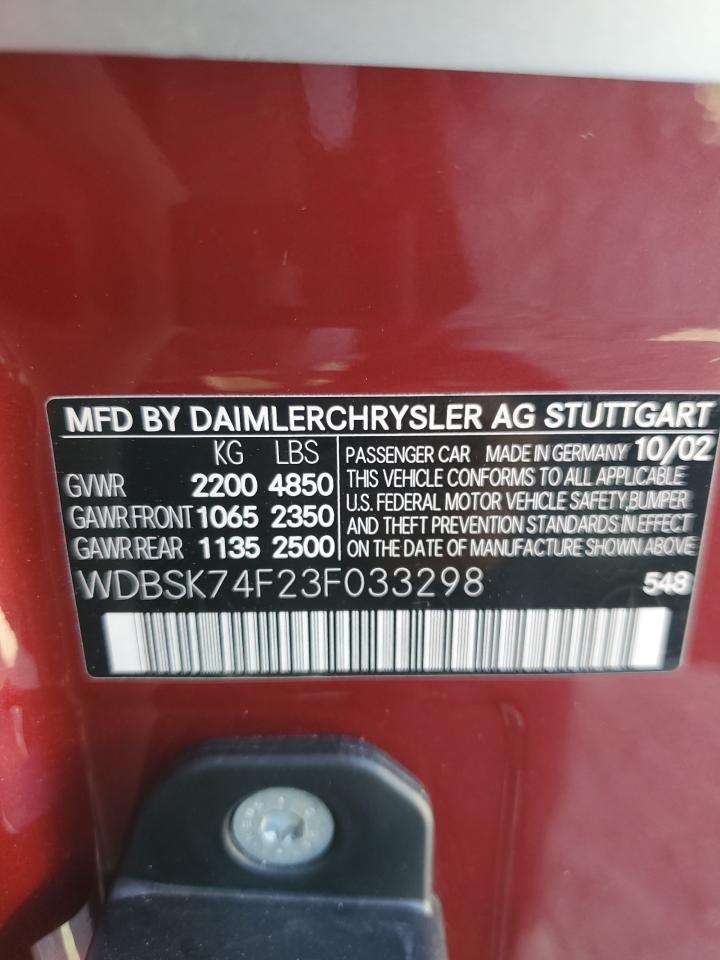 MFD BY DAIMLERCHRYSLER AG STUTTGART
KG LBS
GVWR 2200 4850
GAWR FRONT 1065 2350
GAWR REAR 1135 2500
PASSENGER CAR MADE IN GERMANY 10/02
THIS VEHICLE CONFORMS TO ALL APPLICABLE
U.S. FEDERAL MOTOR VEHICLE SAFETY,BUMPER
AND THEFT PREVENTION STANDARDS IN EFFECT
ON THE DATE OF MANUFACTURE SHOWN ABOVE
WDBSK74F23F033298 548